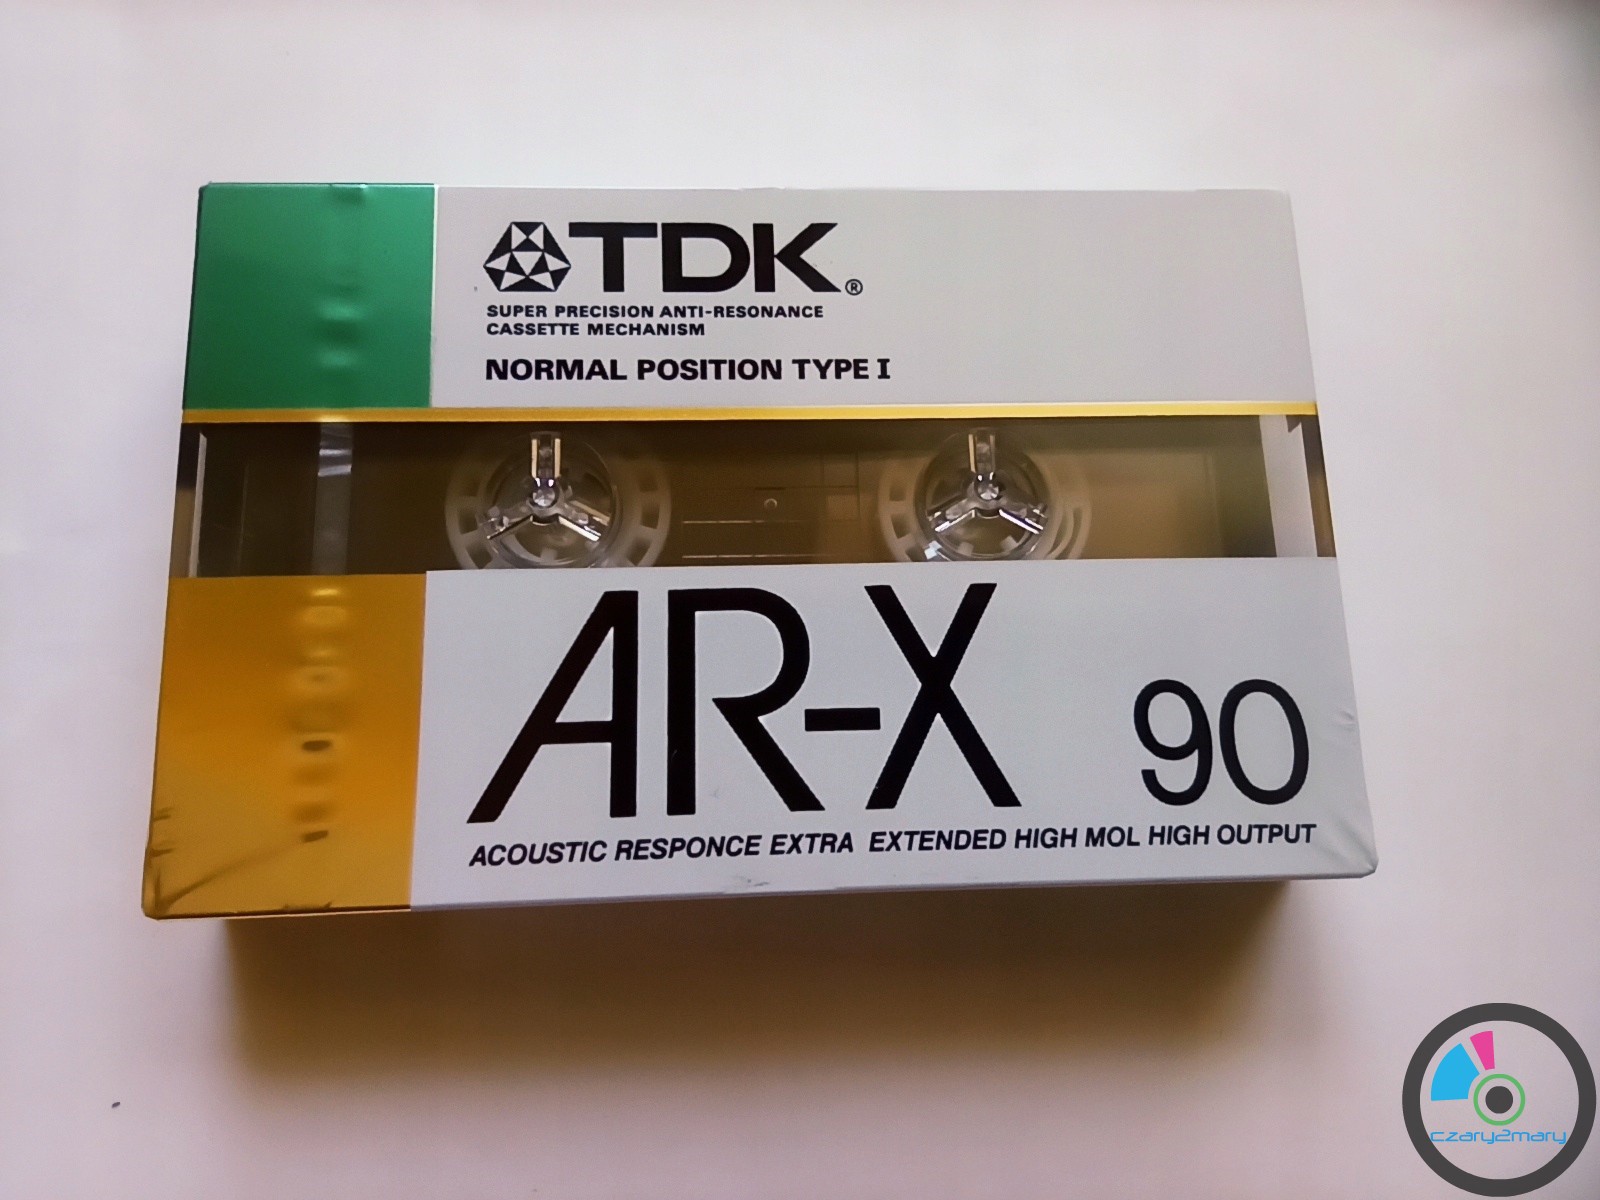 TDK®
SUPER PRECISION ANTI-RESONANCE
CASSETTE MECHANISM
NORMAL POSITION TYPE I
AR-X 90
ACOUSTIC RESPONCE EXTRA EXTENDED HIGH MOL HIGH OUTPUT
czary2mary